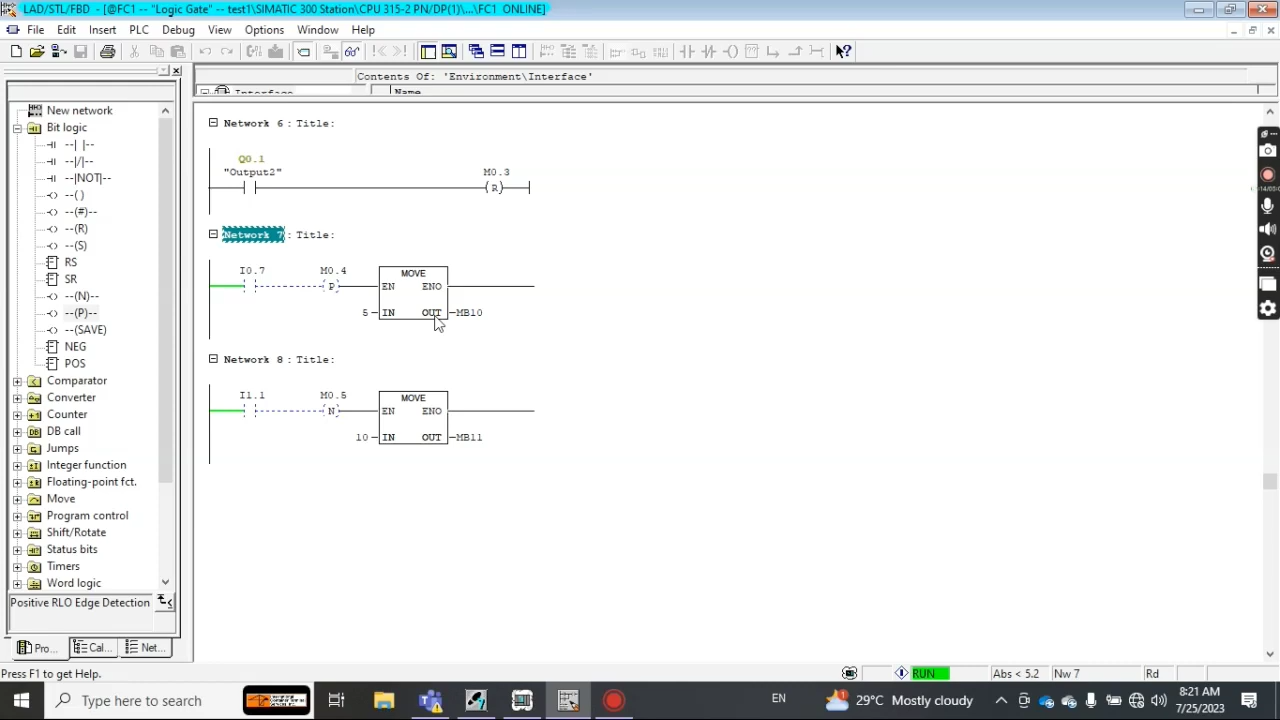 LAD/STL/FBD - [@FC1 -- "Logic Gate" -- test1\SIMATIC 300 Station\CPU 315-2 PN/DP(1)\...\FC1 ONLINE]
File Edit Insert PLC Debug View Options Window Help
Contents Of: 'Environment\Interface'
Interface
Name
New network
Bit logic
--| |--
--|/|--
--|NOT|--
--( )
--(#)--
--(R)
--(S)
RS
SR
--(N)--
--(P)--
--(SAVE)
NEG
POS
Comparator
Converter
Counter
DB call
Jumps
Integer function
Floating-point fct.
Move
Program control
Shift/Rotate
Status bits
Timers
Word logic
Positive RLO Edge Detection
Pro... Cal... Net...
Network 6 : Title:
Q0.1
"Output2" M0.3
(R)
Network 7 : Title:
I0.7 M0.4 MOVE
(P) EN ENO
5 IN OUT MB10
Network 8 : Title:
I1.1 M0.5 MOVE
(N) EN ENO
10 IN OUT MB11
Press F1 to get Help.
RUN Abs < 5.2 Nw 7 Rd
Type here to search
EN
1
29°C Mostly cloudy
8:21 AM
7/25/2023